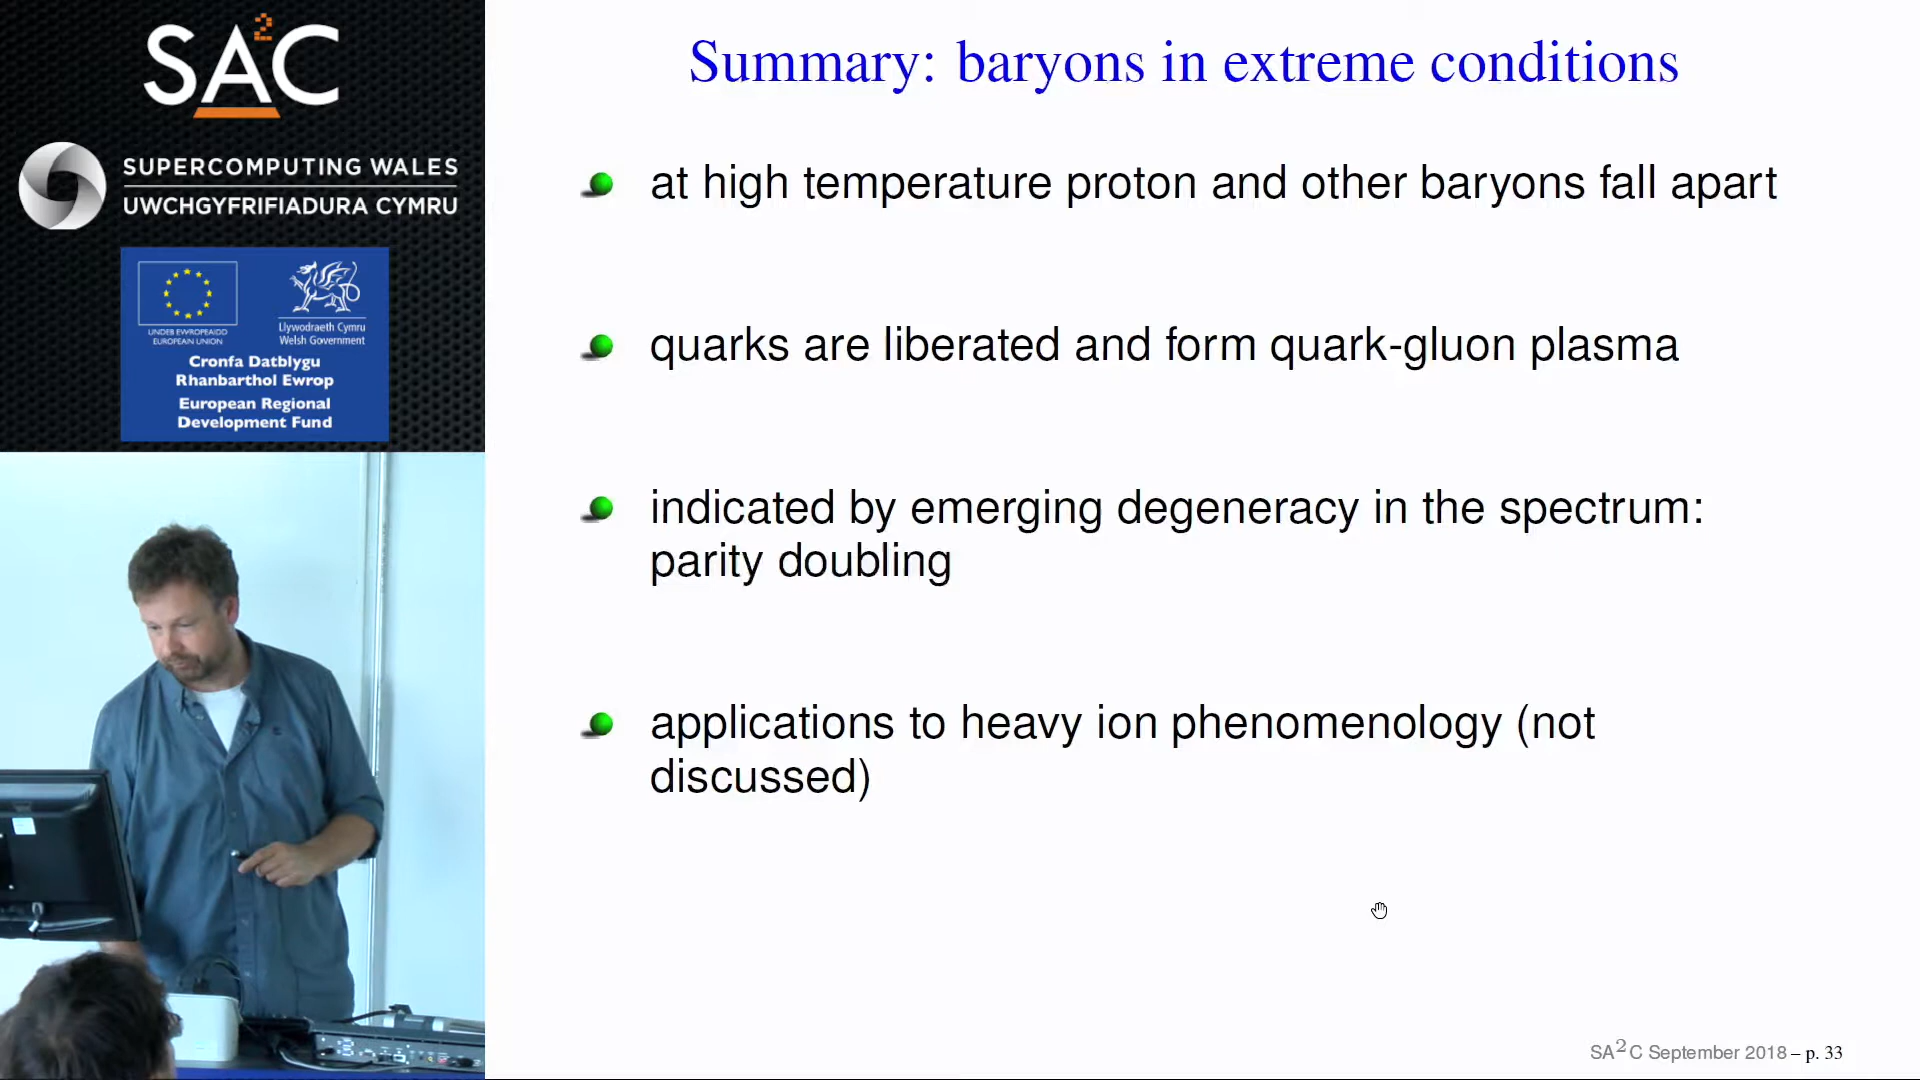 SA2C
SUPERCOMPUTING WALES
UWCHGYFRIFIADURA CYMRU
UNDEB EWROPEAIDD
EUROPEAN UNION
Llywodraeth Cymru
Welsh Government
Cronfa Datblygu
Rhanbarthol Ewrop
European Regional
Development Fund
Summary: baryons in extreme conditions
at high temperature proton and other baryons fall apart
quarks are liberated and form quark-gluon plasma
indicated by emerging degeneracy in the spectrum:
parity doubling
applications to heavy ion phenomenology (not
discussed)
SA2C September 2018 – p. 33